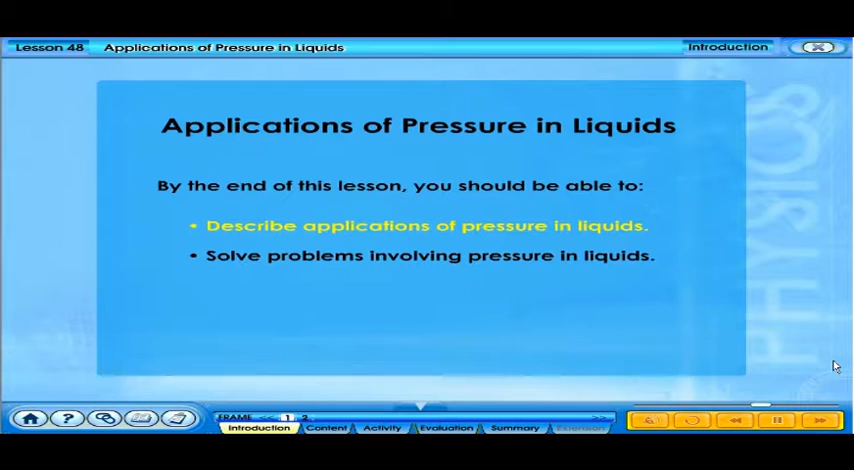 Lesson 48 Applications of Pressure in Liquids Introduction
Applications of Pressure in Liquids
By the end of this lesson, you should be able to:
• Describe applications of pressure in liquids.
• Solve problems involving pressure in liquids.
PHYSICS
FRAME << 1 2 >>
Introduction Content Activity Evaluation Summary Extension